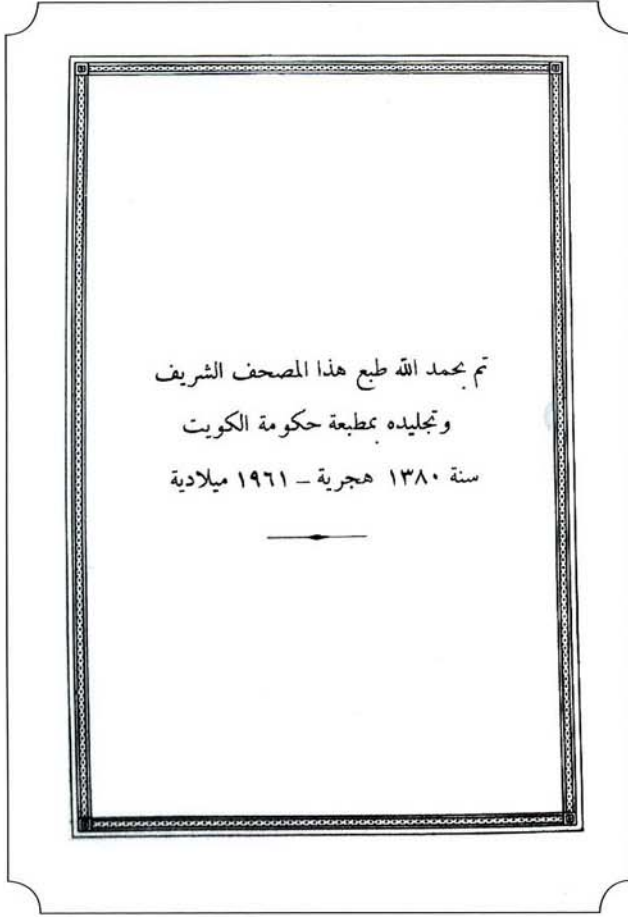 تم بحمد الله طبع هذا المصحف الشريف
وتجليده بمطبعة حكومة الكويت
سنة ١٣٨٠ هجرية – ١٩٦١ ميلادية